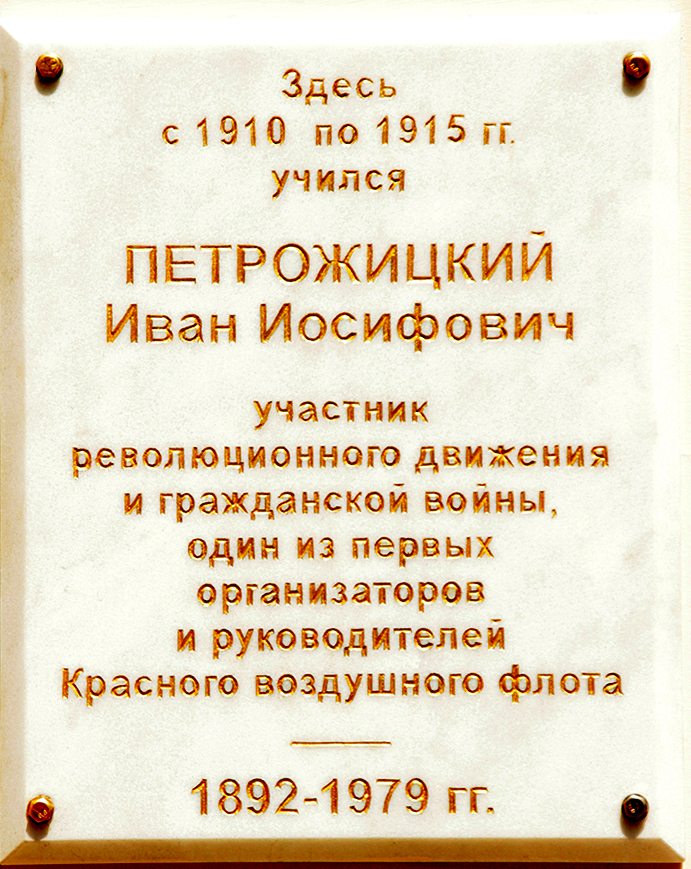 Здесь
с 1910 по 1915 гг.
учился
ПЕТРОЖИЦКИЙ
Иван Иосифович
участник
революционного движения
и гражданской войны,
один из первых
организаторов
и руководителей
Красного воздушного флота
1892-1979 гг.